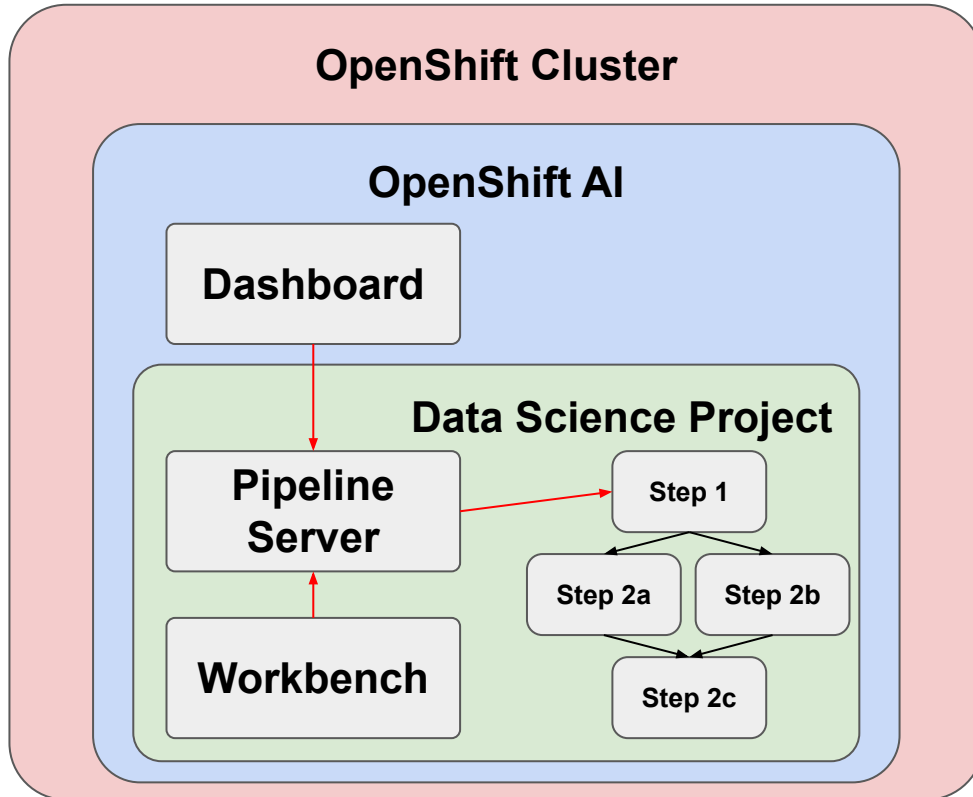 OpenShift Cluster
OpenShift AI
Dashboard
Data Science Project
Pipeline
Server
Step 1
Step 2a
Step 2b
Workbench
Step 2c